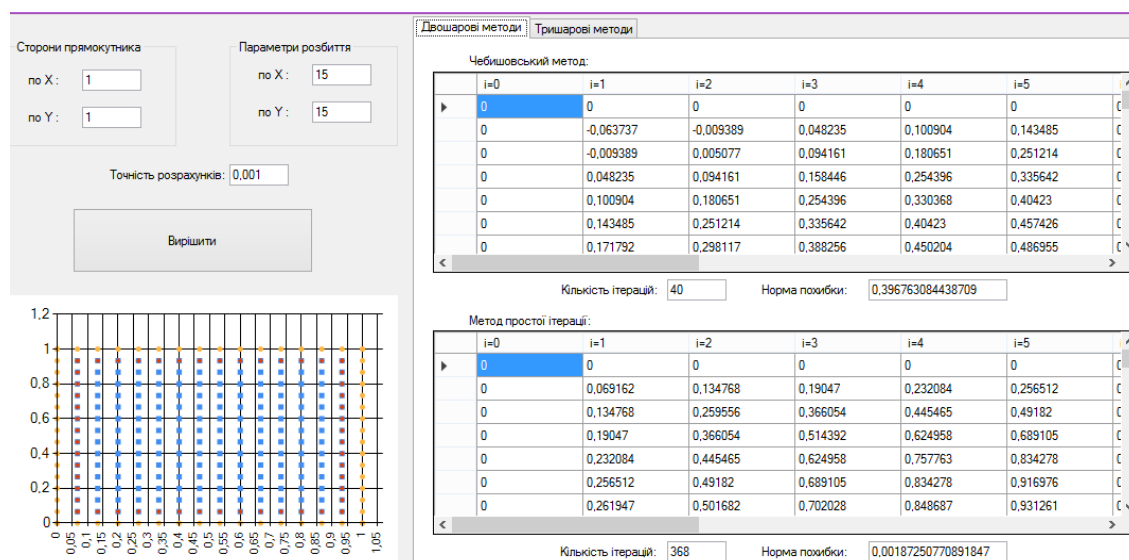 Сторони прямокутника
по X : 1
по Y : 1
Параметри розбиття
по X : 15
по Y : 15
Точність розрахунків: 0,001
Вирішити
1,2
1
0,8
0,6
0,4
0,2
0
0 0,05 0,1 0,15 0,2 0,25 0,3 0,35 0,4 0,45 0,5 0,55 0,6 0,65 0,7 0,75 0,8 0,85 0,9 0,95 1 1,05
Двошарові методи Тришарові методи
Чебишовський метод:
i=0 i=1 i=2 i=3 i=4 i=5
0 0 0 0 0 0
0 -0,063737 -0,009389 0,048235 0,100904 0,143485
0 -0,009389 0,005077 0,094161 0,180651 0,251214
0 0,048235 0,094161 0,158446 0,254396 0,335642
0 0,100904 0,180651 0,254396 0,330368 0,40423
0 0,143485 0,251214 0,335642 0,40423 0,457426
0 0,171792 0,298117 0,388256 0,450204 0,486955
Кількість ітерацій: 40 Норма похибки: 0,396763084438709
Метод простої ітерації:
i=0 i=1 i=2 i=3 i=4 i=5
0 0 0 0 0 0
0 0,069162 0,134768 0,19047 0,232084 0,256512
0 0,134768 0,259556 0,366054 0,445465 0,49182
0 0,19047 0,366054 0,514392 0,624958 0,689105
0 0,232084 0,445465 0,624958 0,757763 0,834278
0 0,256512 0,49182 0,689105 0,834278 0,916976
0 0,261947 0,501682 0,702028 0,848687 0,931261
Кількість ітерацій: 368 Норма похибки: 0,00187250770891847